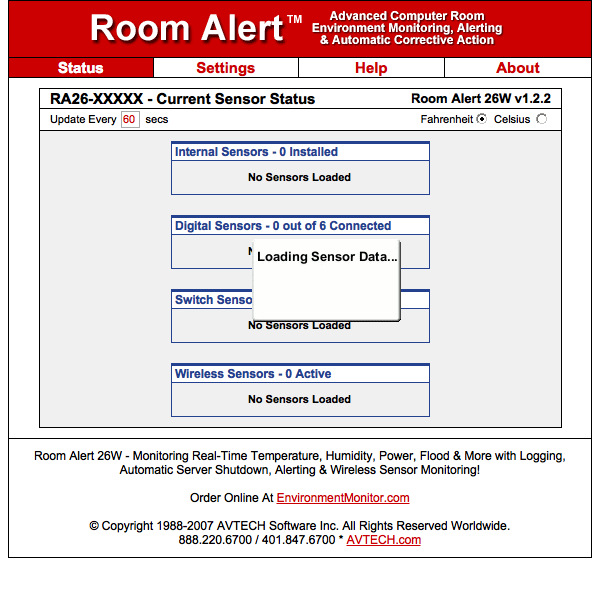 Room Alert™
Advanced Computer Room
Environment Monitoring, Alerting
& Automatic Corrective Action
Status Settings Help About
RA26-XXXXX - Current Sensor Status Room Alert 26W v1.2.2
Update Every 60 secs Fahrenheit Celsius
Internal Sensors - 0 Installed
No Sensors Loaded
Digital Sensors - 0 out of 6 Connected
Loading Sensor Data...
Switch
No Sensors Loaded
Wireless Sensors - 0 Active
No Sensors Loaded
Room Alert 26W - Monitoring Real-Time Temperature, Humidity, Power, Flood & More with Logging,
Automatic Server Shutdown, Alerting & Wireless Sensor Monitoring!
Order Online At EnvironmentMonitor.com
© Copyright 1988-2007 AVTECH Software Inc. All Rights Reserved Worldwide.
888.220.6700 / 401.847.6700 * AVTECH.com